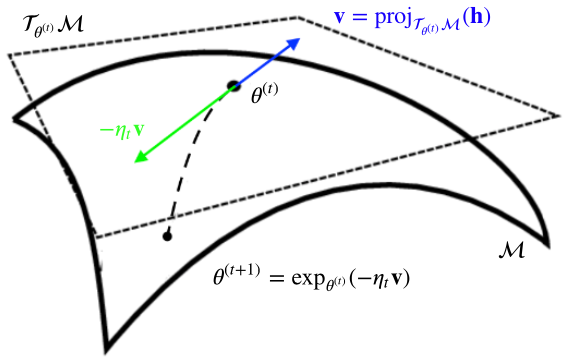 𝒯_{θ^{(t)}} ℳ
𝐯 = proj_{𝒯_{θ^{(t)}} ℳ}(𝐡)
θ^{(t)}
−η_t 𝐯
ℳ
θ^{(t+1)} = exp_{θ^{(t)}}(−η_t 𝐯)